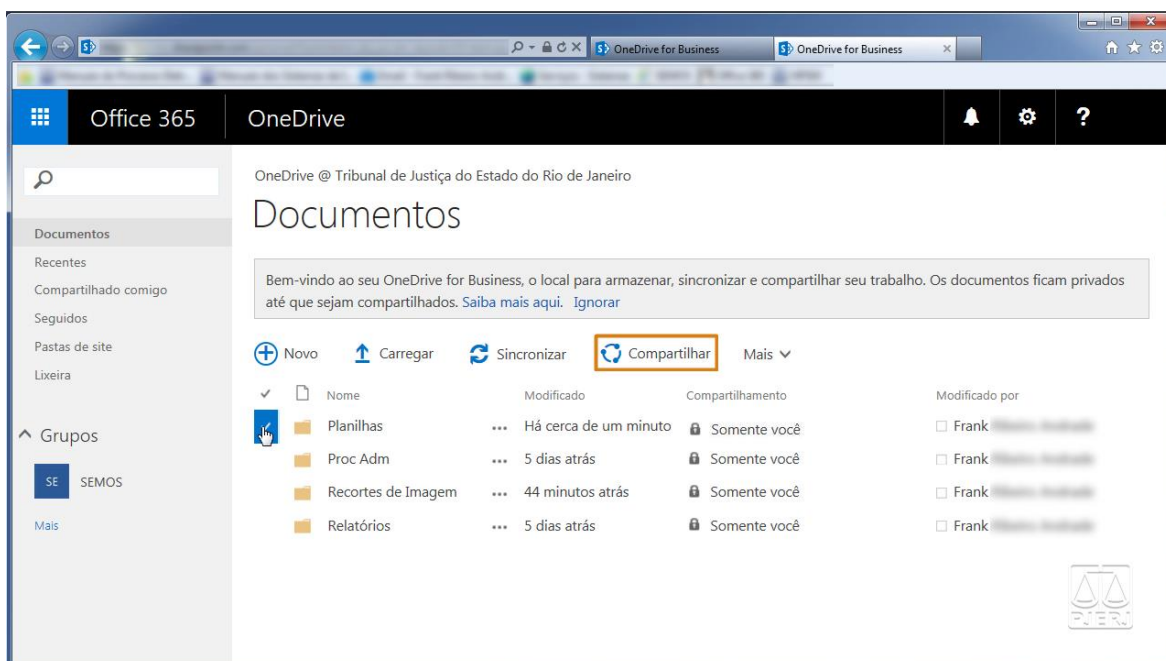 OneDrive for Business
OneDrive for Business
Office 365
OneDrive
?
OneDrive @ Tribunal de Justiça do Estado do Rio de Janeiro
Documentos
Documentos
Recentes
Compartilhado comigo
Seguidos
Pastas de site
Lixeira
Grupos
SE SEMOS
Mais
Bem-vindo ao seu OneDrive for Business, o local para armazenar, sincronizar e compartilhar seu trabalho. Os documentos ficam privados
até que sejam compartilhados. Saiba mais aqui. Ignorar
Novo Carregar Sincronizar Compartilhar Mais
Nome Modificado Compartilhamento Modificado por
Planilhas ... Há cerca de um minuto Somente você Frank
Proc Adm ... 5 dias atrás Somente você Frank
Recortes de Imagem ... 44 minutos atrás Somente você Frank
Relatórios ... 5 dias atrás Somente você Frank
PJERJ